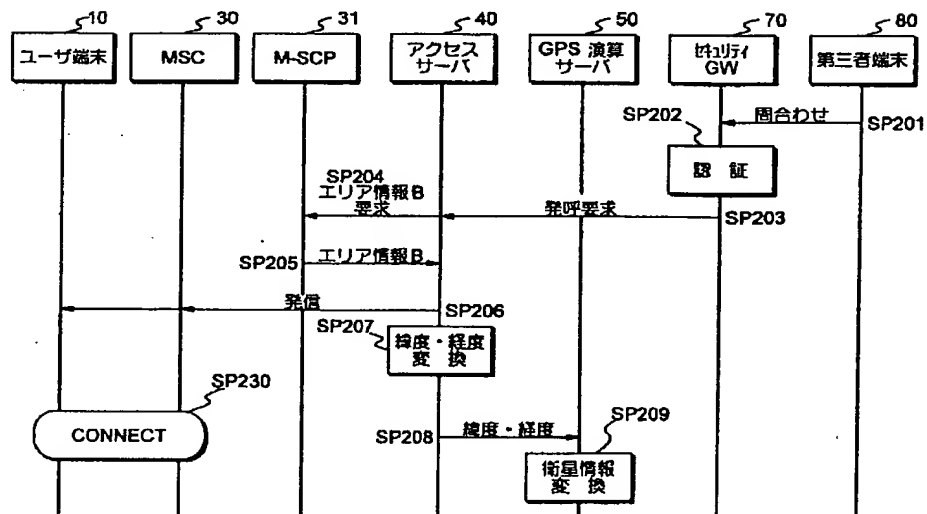 10
30
31
40
50
70
80
ユーザ端末
MSC
M-SCP
アクセス
サーバ
GPS 演算
サーバ
セキュリティ
GW
第三者端末
問合わせ
SP201
SP202
認 証
SP204
エリア情報B
要求
発呼要求
SP203
SP205
エリア情報B
発信
SP206
SP207
緯度・経度
変 換
SP230
CONNECT
SP208
緯度・経度
SP209
衛星情報
変 換